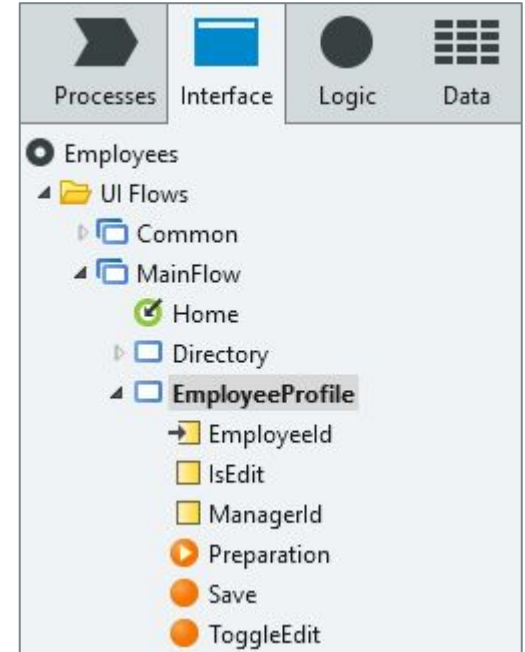 Processes Interface Logic Data
Employees
UI Flows
Common
MainFlow
Home
Directory
EmployeeProfile
EmployeeId
IsEdit
ManagerId
Preparation
Save
ToggleEdit